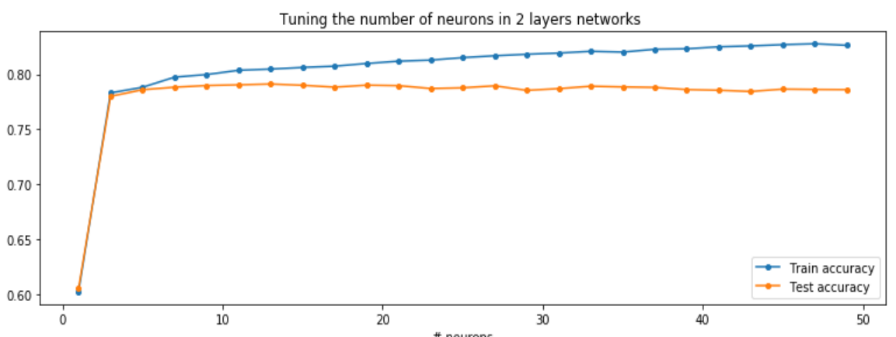 Tuning the number of neurons in 2 layers networks
0.80
0.75
0.70
0.65
0.60
Train accuracy
Test accuracy
0 10 20 30 40 50
# neurons